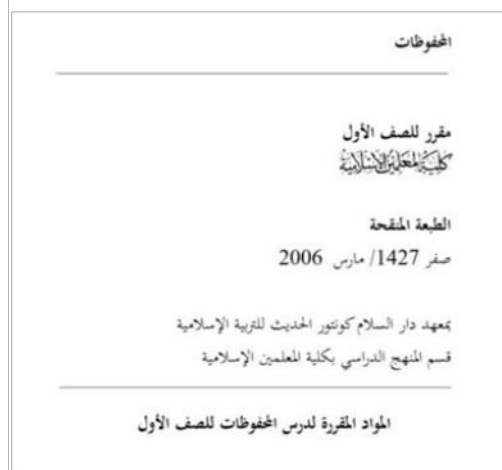 المحفوظات
مقرر للصف الأول
كلية المعلمين الإسلامية
الطبعة المنقحة
صفر 1427/ مارس 2006
بمعهد دار السلام كونتور الحديث للتربية الإسلامية
قسم المنهج الدراسي بكلية المعلمين الإسلامية
المواد المقررة لدرس المحفوظات للصف الأول